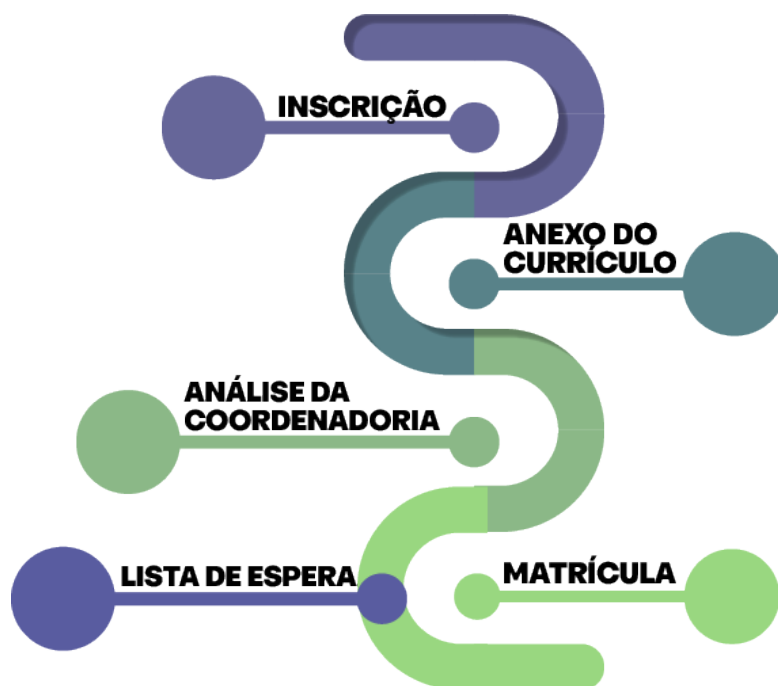 INSCRIÇÃO
ANEXO DO
CURRÍCULO
ANÁLISE DA
COORDENADORIA
LISTA DE ESPERA
MATRÍCULA